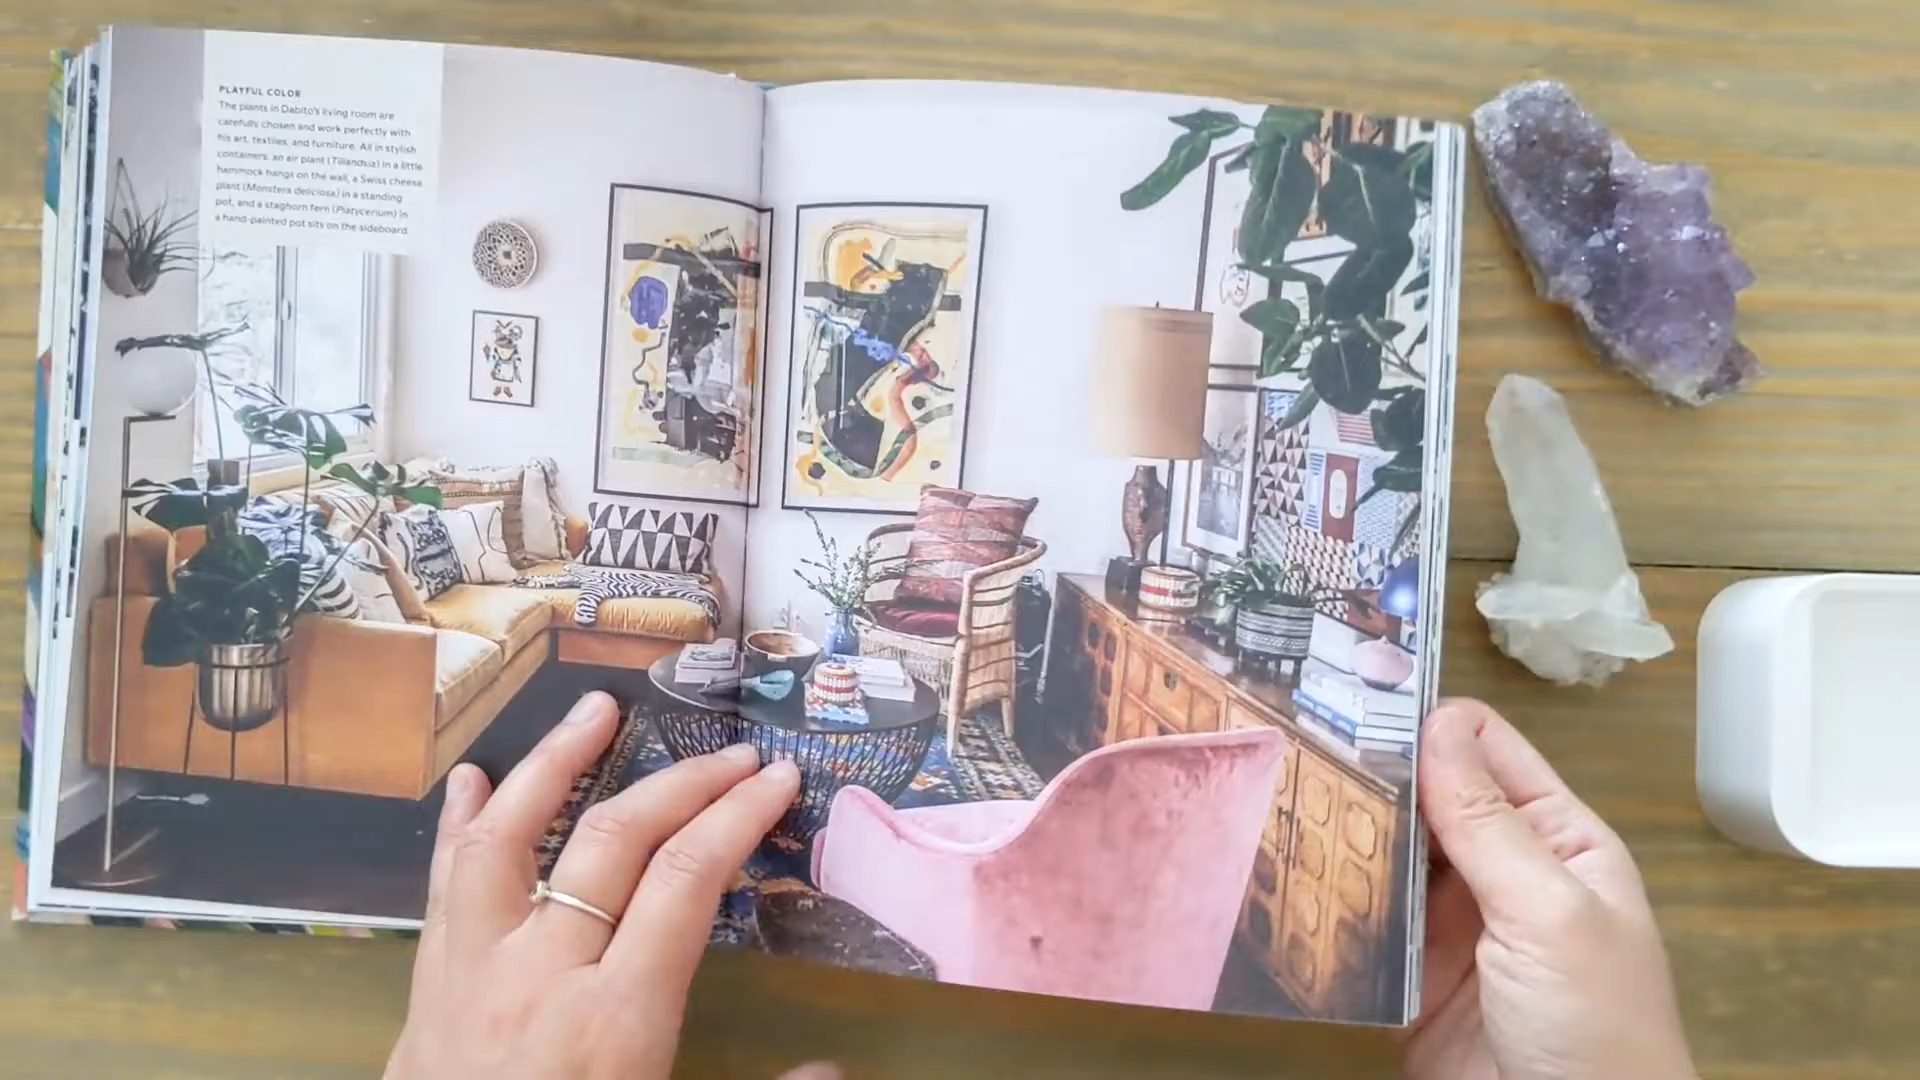 PLAYFUL COLOR
The plants in Dabito's living room are
carefully chosen and work perfectly with
his art, textiles, and furniture. All in stylish
containers: an air plant (Tillandsia) in a little
hammock hangs on the wall, a Swiss cheese
plant (Monstera deliciosa) in a standing
pot, and a staghorn fern (Platycerium) in
a hand-painted pot sits on the sideboard.